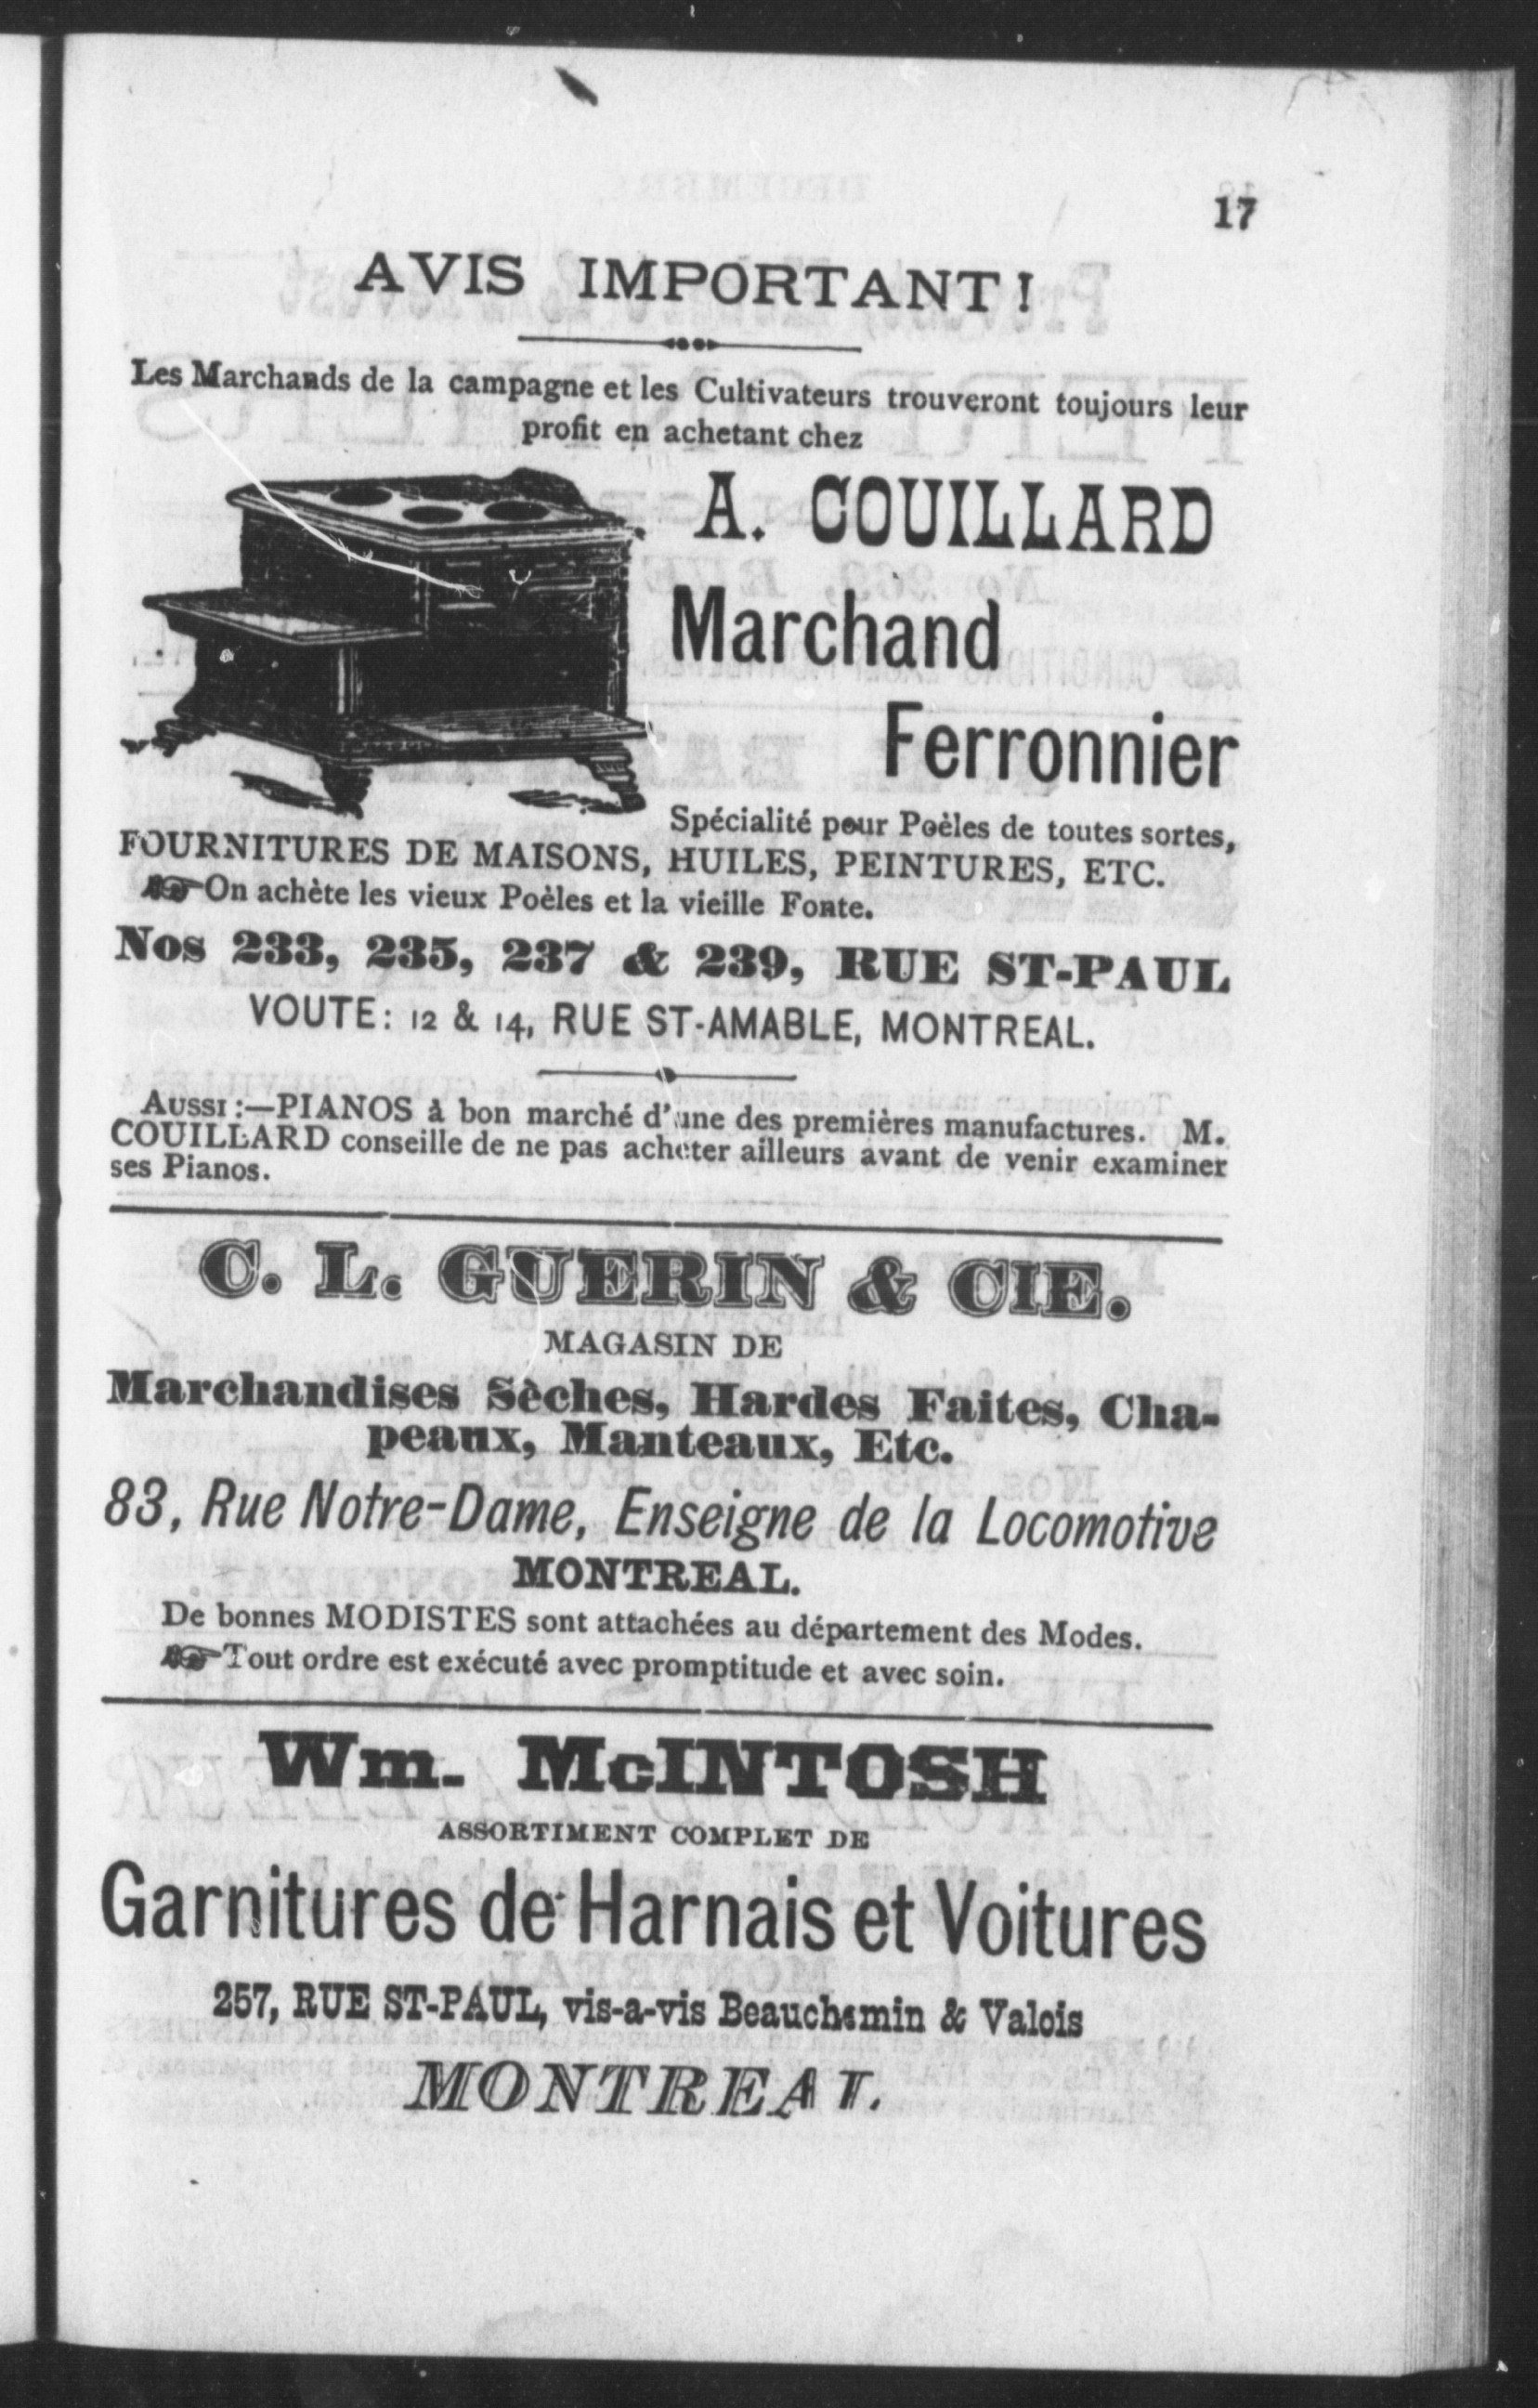 17
AVIS IMPORTANT!
Les Marchands de la campagne et les Cultivateurs trouveront toujours leur
profit en achetant chez
A. COUILLARD
Marchand
Ferronnier
Spécialité pour Poèles de toutes sortes,
FOURNITURES DE MAISONS, HUILES, PEINTURES, ETC.
☞On achète les vieux Poèles et la vieille Fonte.
Nos 233, 235, 237 & 239, RUE ST-PAUL
VOUTE: 12 & 14, RUE ST-AMABLE, MONTREAL.
AUSSI :—PIANOS à bon marché d'une des premières manufactures. M.
COUILLARD conseille de ne pas acheter ailleurs avant de venir examiner
ses Pianos.
C. L. GUERIN & CIE.
MAGASIN DE
Marchandises Sèches, Hardes Faites, Cha-
peaux, Manteaux, Etc.
83, Rue Notre-Dame, Enseigne de la Locomotive
MONTREAL.
De bonnes MODISTES sont attachées au département des Modes.
☞Tout ordre est exécuté avec promptitude et avec soin.
Wm. McINTOSH
ASSORTIMENT COMPLET DE
Garnitures de Harnais et Voitures
257, RUE ST-PAUL, vis-a-vis Beauchemin & Valois
MONTREAL.